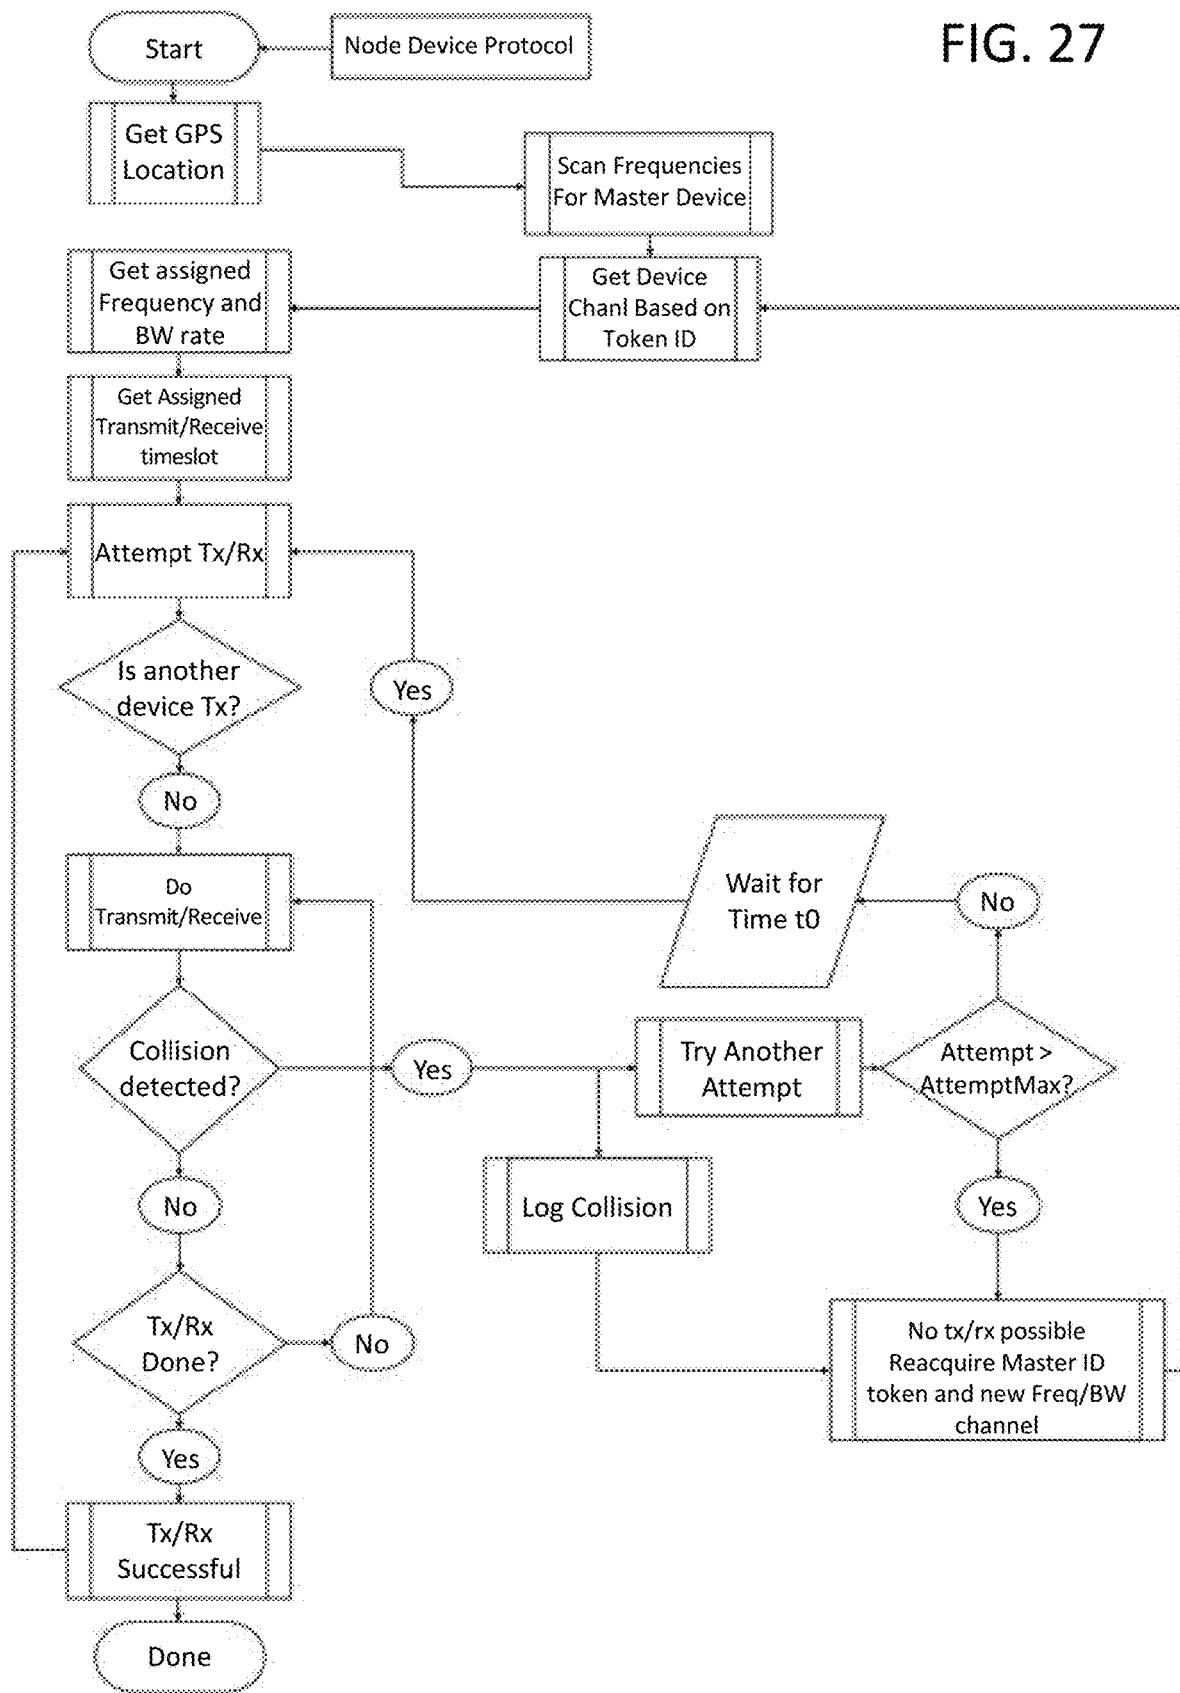 FIG. 27
Start
Node Device Protocol
Get GPS
Location
Scan Frequencies
For Master Device
Get assigned
Frequency and
BW rate
Get Device
Chanl Based on
Token ID
Get Assigned
Transmit/Receive
timeslot
Attempt Tx/Rx
Is another
device Tx?
Yes
No
Do
Transmit/Receive
Wait for
Time t0
No
Collision
detected?
Yes
Try Another
Attempt
Attempt >
AttemptMax?
No
Log Collision
Yes
Tx/Rx
Done?
No
No tx/rx possible
Reacquire Master ID
token and new Freq/BW
channel
Yes
Tx/Rx
Successful
Done